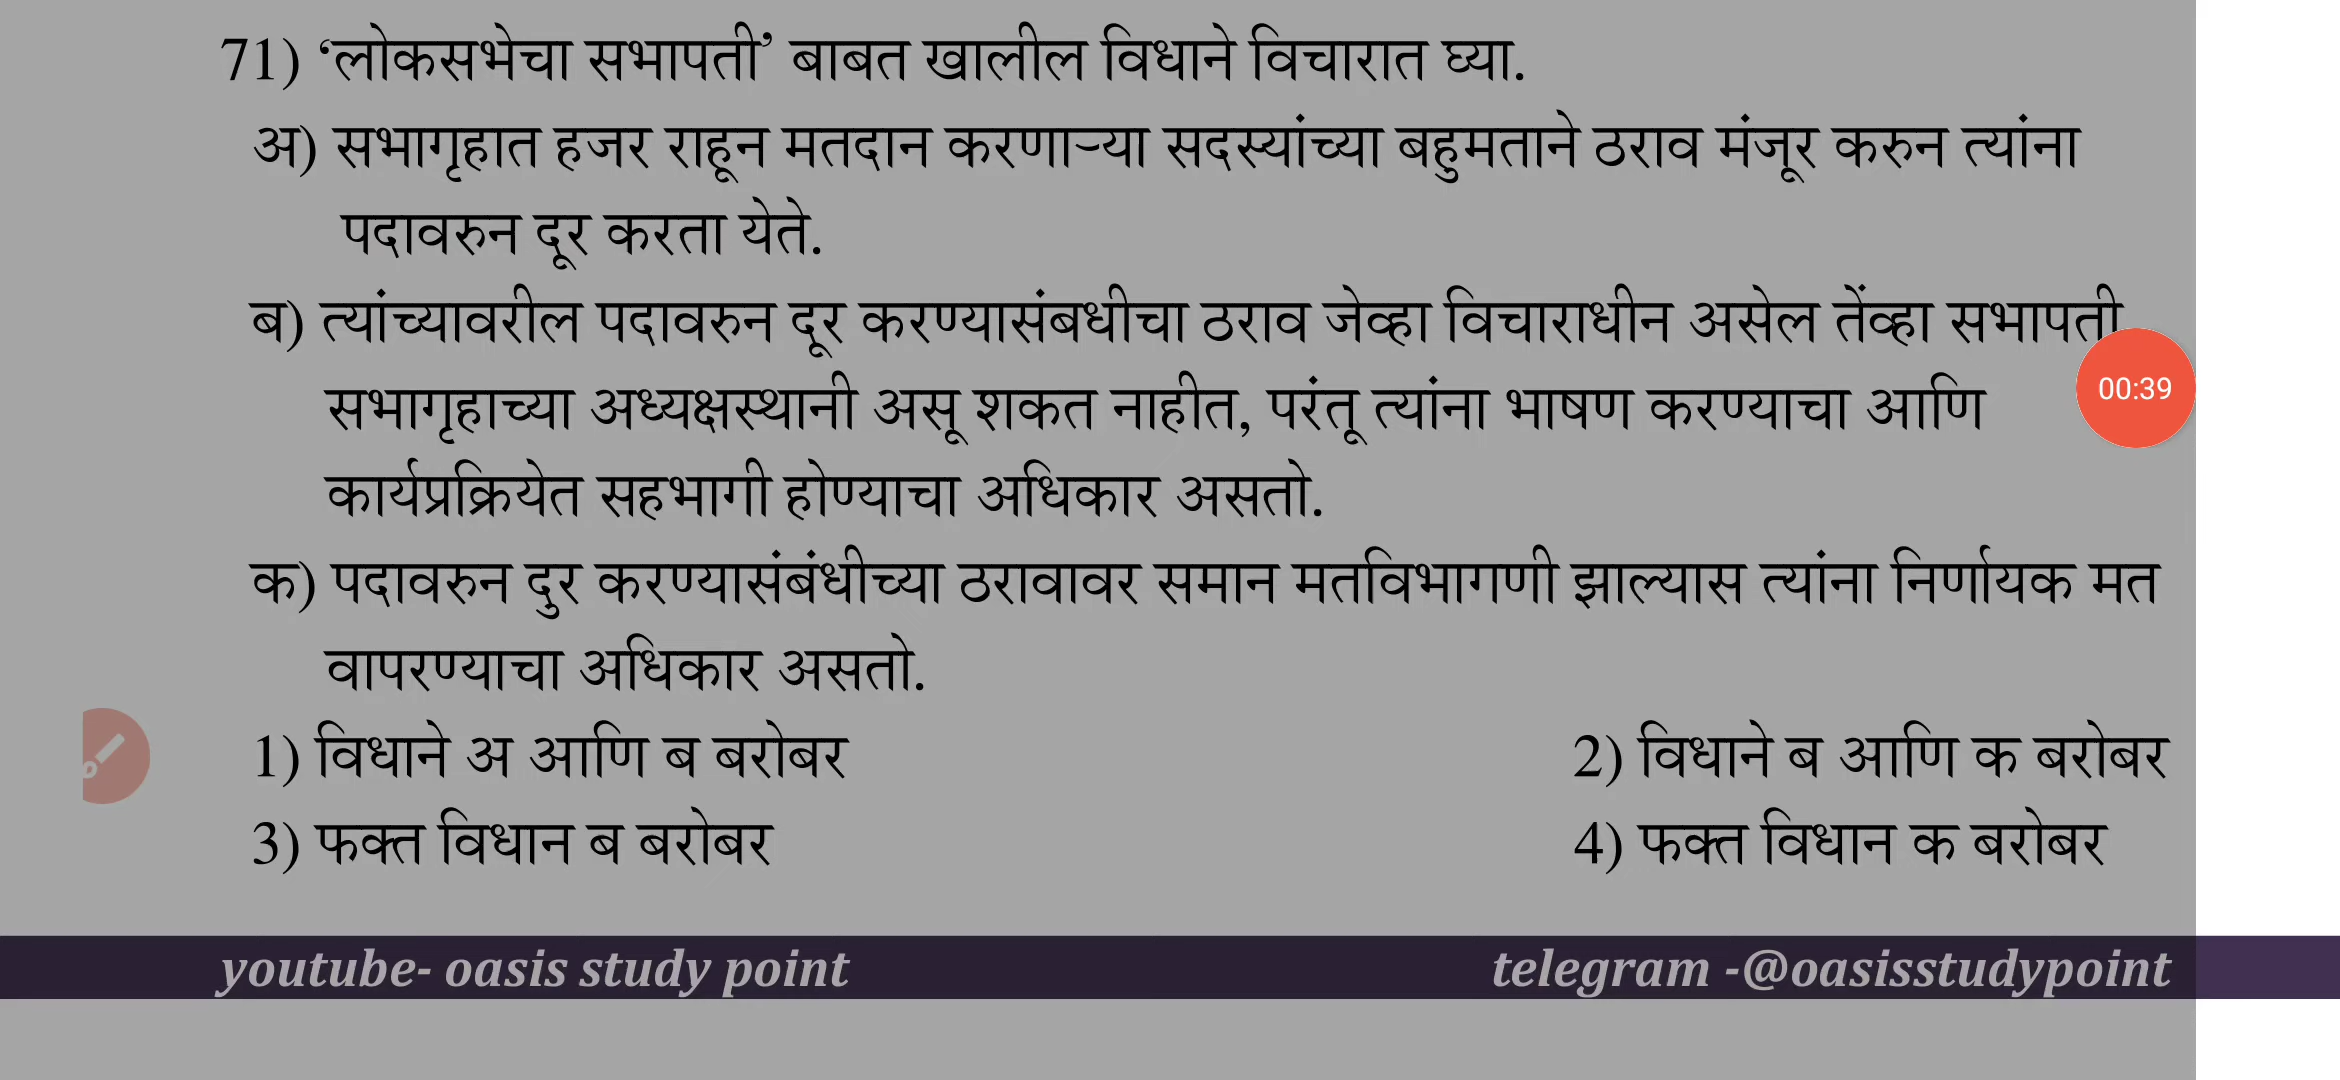 71) ‘लोकसभेचा सभापती’ बाबत खालील विधाने विचारात घ्या.
अ) सभागृहात हजर राहून मतदान करणाऱ्या सदस्यांच्या बहुमताने ठराव मंजूर करुन त्यांना
पदावरुन दूर करता येते.
ब) त्यांच्यावरील पदावरुन दूर करण्यासंबधीचा ठराव जेव्हा विचाराधीन असेल तेंव्हा सभापती
सभागृहाच्या अध्यक्षस्थानी असू शकत नाहीत, परंतू त्यांना भाषण करण्याचा आणि
00:39
कार्यप्रक्रियेत सहभागी होण्याचा अधिकार असतो.
क) पदावरुन दुर करण्यासंबंधीच्या ठरावावर समान मतविभागणी झाल्यास त्यांना निर्णायक मत
वापरण्याचा अधिकार असतो.
1) विधाने अ आणि ब बरोबर 2) विधाने ब आणि क बरोबर
3) फक्त विधान ब बरोबर 4) फक्त विधान क बरोबर
youtube- oasis study point telegram -@oasisstudypoint